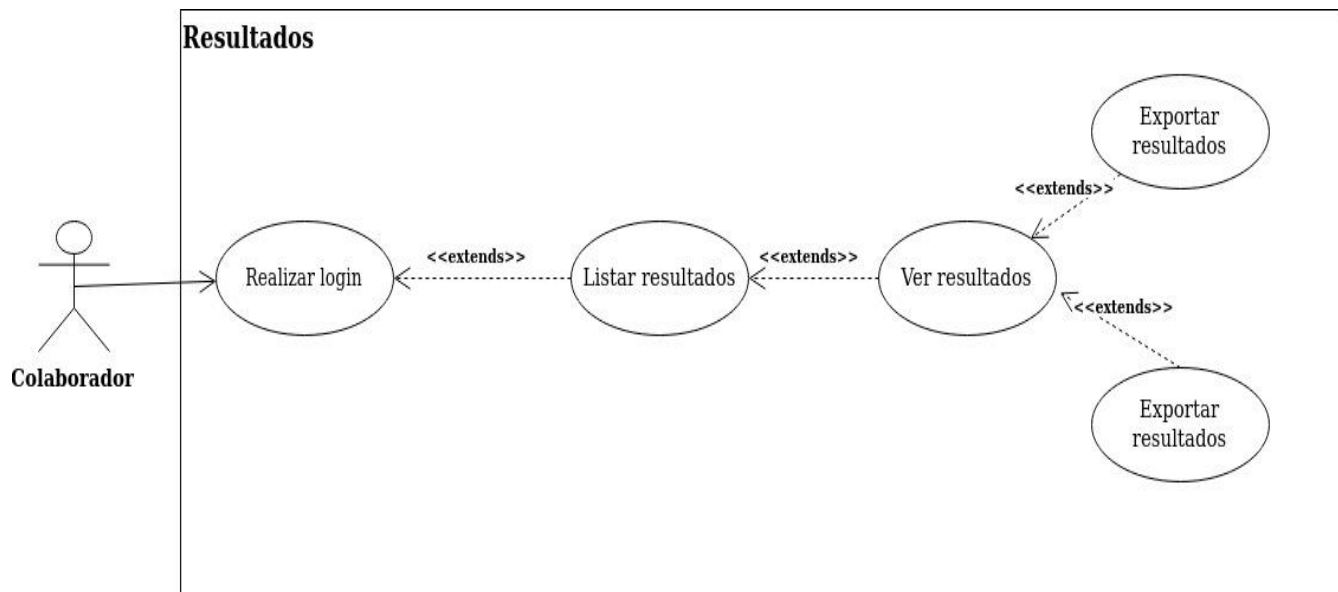 Resultados
Exportar
resultados
<<extends>>
Realizar login
<<extends>>
Listar resultados
<<extends>>
Ver resultados
<<extends>>
Colaborador
Exportar
resultados